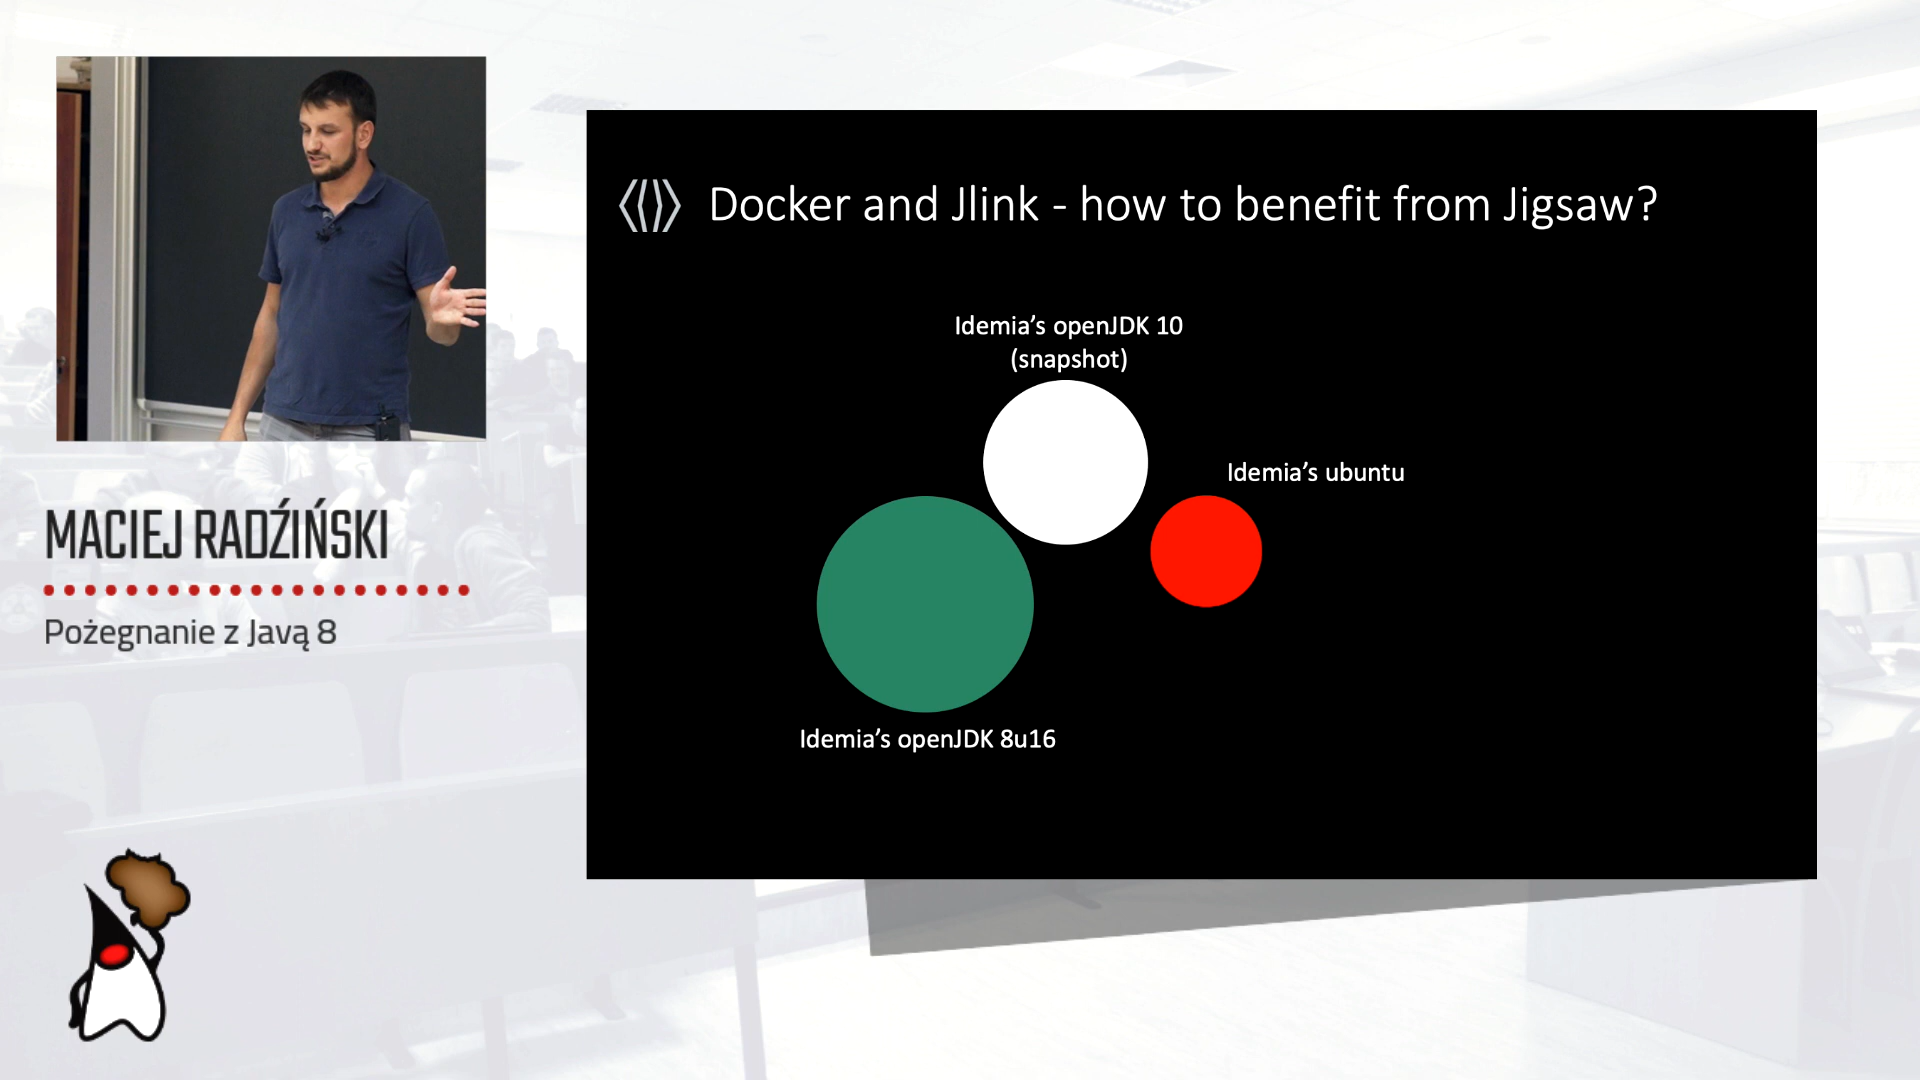 MACIEJ RADŹIŃSKI
Pożegnanie z Javą 8
Docker and Jlink - how to benefit from Jigsaw?
Idemia’s openJDK 10
(snapshot)
Idemia’s ubuntu
Idemia’s openJDK 8u16